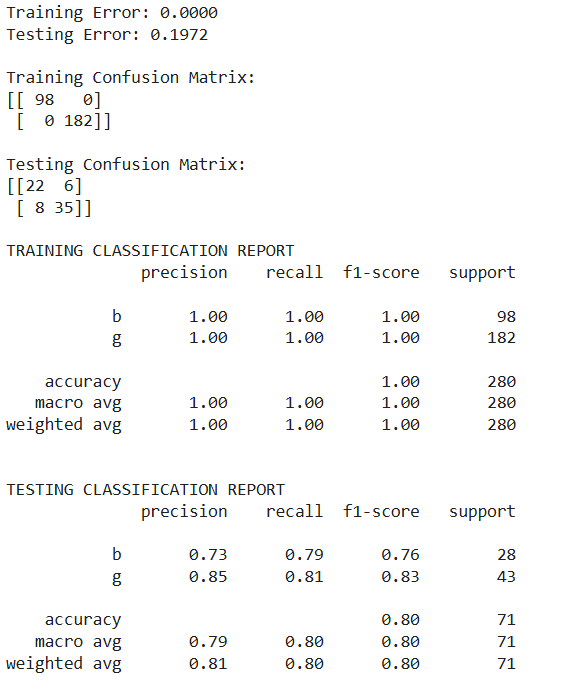 Training Error: 0.0000
Testing Error: 0.1972
Training Confusion Matrix:
[[ 98   0]
 [  0 182]]
Testing Confusion Matrix:
[[22  6]
 [ 8 35]]
TRAINING CLASSIFICATION REPORT
              precision    recall  f1-score   support
           b       1.00      1.00      1.00        98
           g       1.00      1.00      1.00       182
    accuracy                           1.00       280
   macro avg       1.00      1.00      1.00       280
weighted avg       1.00      1.00      1.00       280
TESTING CLASSIFICATION REPORT
              precision    recall  f1-score   support
           b       0.73      0.79      0.76        28
           g       0.85      0.81      0.83        43
    accuracy                           0.80        71
   macro avg       0.79      0.80      0.80        71
weighted avg       0.81      0.80      0.80        71